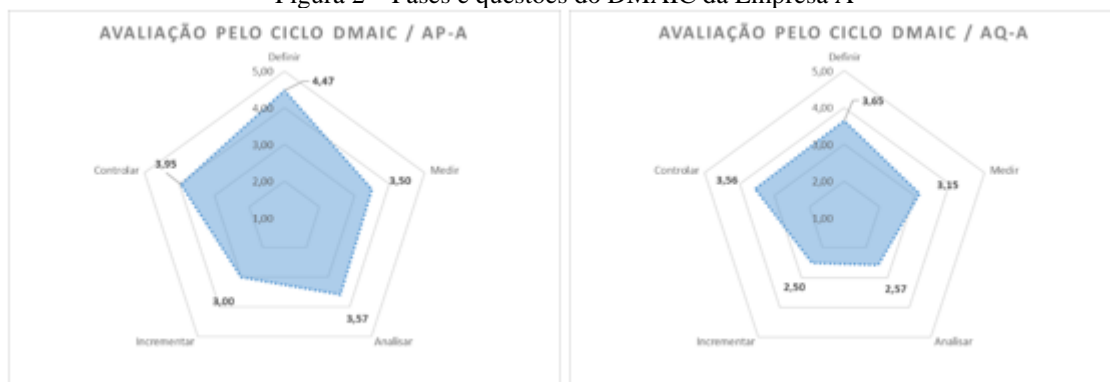 Figura 2 – Fases e questões do DMAIC da Empresa A
AVALIAÇÃO PELO CICLO DMAIC / AP-A
Definir
5,00
4,47
4,00
3,00
Controlar
3,95
3,50
Medir
2,00
1,00
3,00
3,57
Incrementar
Analisar
AVALIAÇÃO PELO CICLO DMAIC / AQ-A
Definir
5,00
3,65
4,00
3,00
Controlar
3,56
3,15
Medir
2,00
1,00
2,50
2,57
Incrementar
Analisar